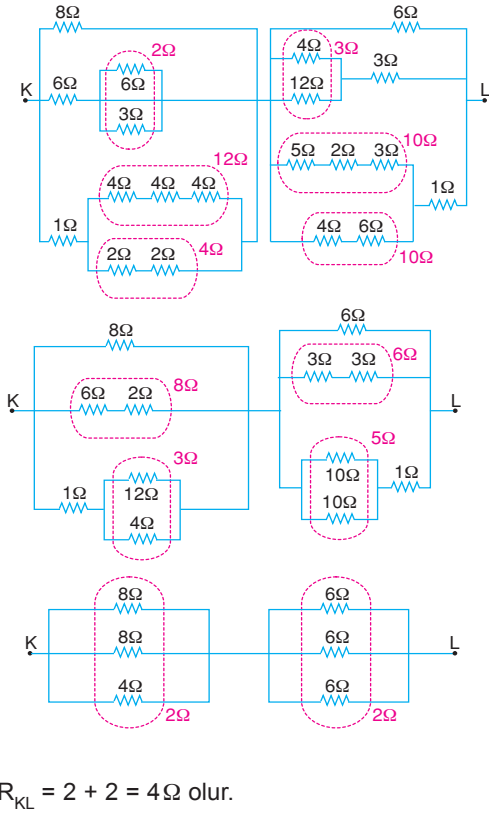 8Ω 6Ω
2Ω 4Ω 3Ω
K 6Ω 6Ω 12Ω 3Ω L
3Ω
12Ω 5Ω 2Ω 3Ω 10Ω
4Ω 4Ω 4Ω 1Ω
1Ω 4Ω 6Ω
2Ω 2Ω 4Ω 10Ω
8Ω 6Ω
K 6Ω 2Ω 8Ω 3Ω 3Ω 6Ω L
3Ω 5Ω
1Ω 12Ω 10Ω 1Ω
4Ω 10Ω
8Ω 6Ω
K 8Ω 6Ω L
4Ω 6Ω
2Ω 2Ω
R_KL = 2 + 2 = 4Ω olur.